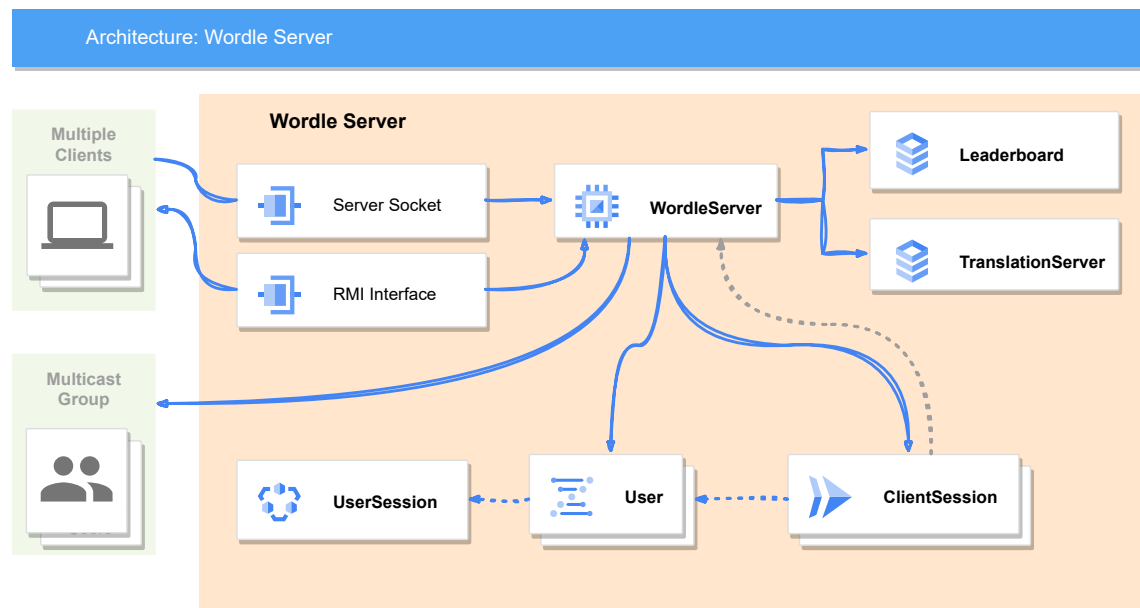 Architecture: Wordle Server
Wordle Server
Multiple
Clients
Server Socket
WordleServer
Leaderboard
RMI Interface
TranslationServer
Multicast
Group
UserSession
User
ClientSession